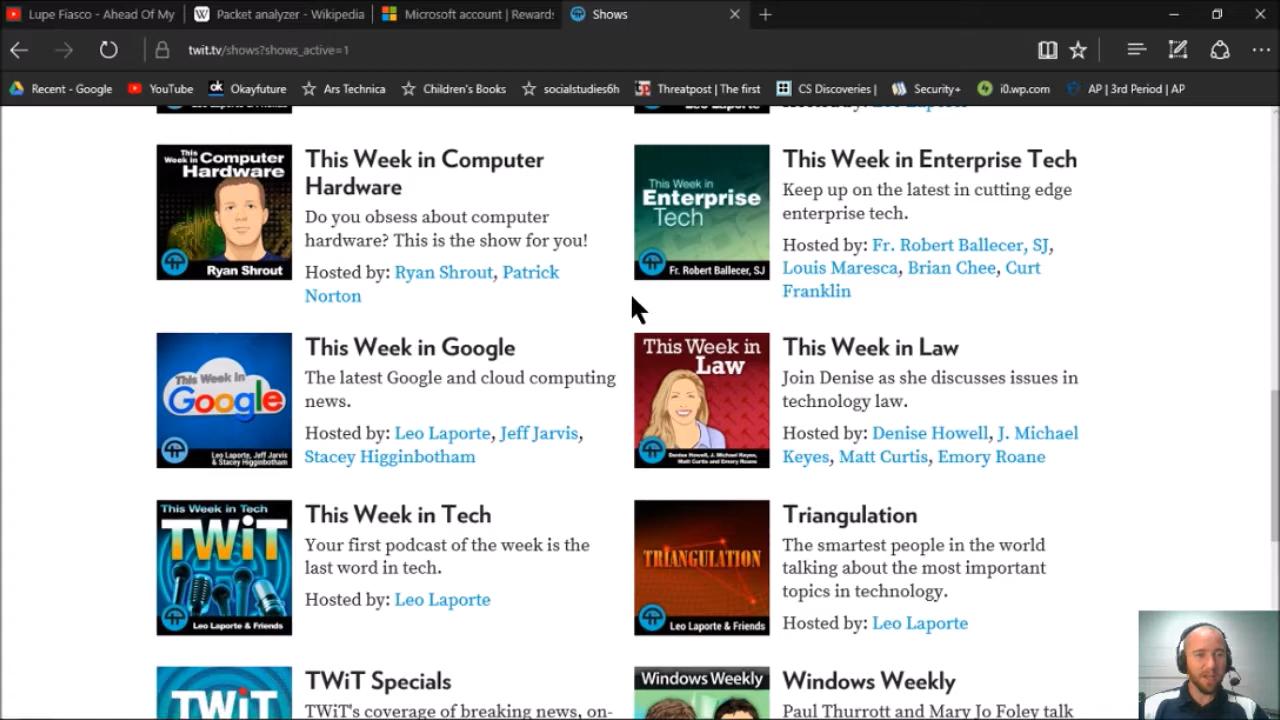 Lupe Fiasco - Ahead Of My
Packet analyzer - Wikipedia
Microsoft account | Rewards
Shows
twit.tv/shows?shows_active=1
Recent - Google
YouTube
Okayfuture
Ars Technica
Children's Books
socialstudies6h
Threatpost | The first
CS Discoveries |
Security+
i0.wp.com
AP | 3rd Period | AP
This Week in Computer Hardware
Ryan Shrout
This Week in Computer
Hardware
Do you obsess about computer
hardware? This is the show for you!
Hosted by: Ryan Shrout, Patrick
Norton
This Week in
Enterprise
Tech
Fr. Robert Ballecer, SJ
This Week in Enterprise Tech
Keep up on the latest in cutting edge
enterprise tech.
Hosted by: Fr. Robert Ballecer, SJ,
Louis Maresca, Brian Chee, Curt
Franklin
This Week in
Google
Leo Laporte, Jeff Jarvis
& Stacey Higginbotham
This Week in Google
The latest Google and cloud computing
news.
Hosted by: Leo Laporte, Jeff Jarvis,
Stacey Higginbotham
This Week in
Law
Denise Howell, J. Michael Keyes,
Matt Curtis and Emory Roane
This Week in Law
Join Denise as she discusses issues in
technology law.
Hosted by: Denise Howell, J. Michael
Keyes, Matt Curtis, Emory Roane
This Week in Tech
TWiT
Leo Laporte & Friends
This Week in Tech
Your first podcast of the week is the
last word in tech.
Hosted by: Leo Laporte
TRIANGULATION
Leo Laporte & Friends
Triangulation
The smartest people in the world
talking about the most important
topics in technology.
Hosted by: Leo Laporte
TWiT
TWiT Specials
TWiT's coverage of breaking news, on-
Windows Weekly
Windows Weekly
Paul Thurrott and Mary Jo Foley talk